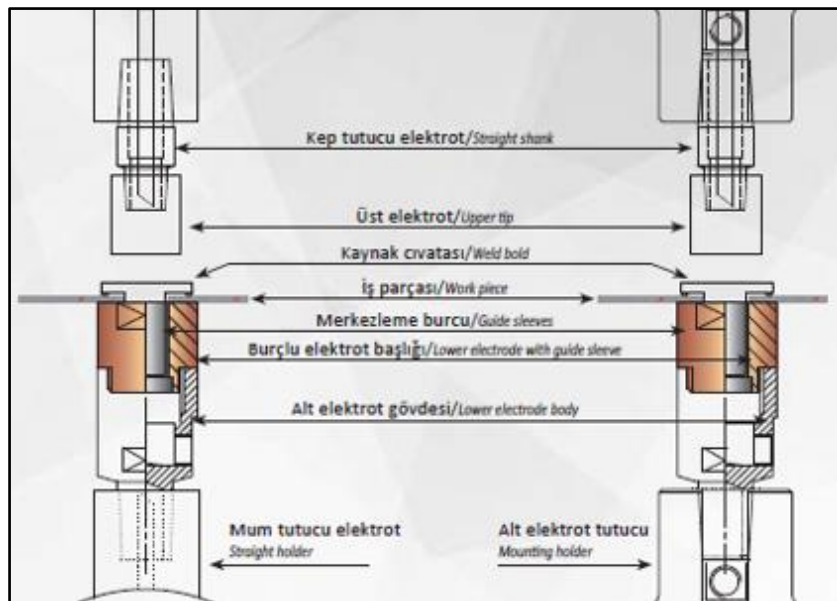 Kep tutucu elektrot/Straight shank
Üst elektrot/Upper tip
Kaynak cıvatası/Weld bold
İş parçası/Work piece
Merkezleme burcu/Guide sleeves
Burçlu elektrot başlığı/Lower electrode with guide sleeve
Alt elektrot gövdesi/Lower electrode body
Mum tutucu elektrot
Straight holder
Alt elektrot tutucu
Mounting holder